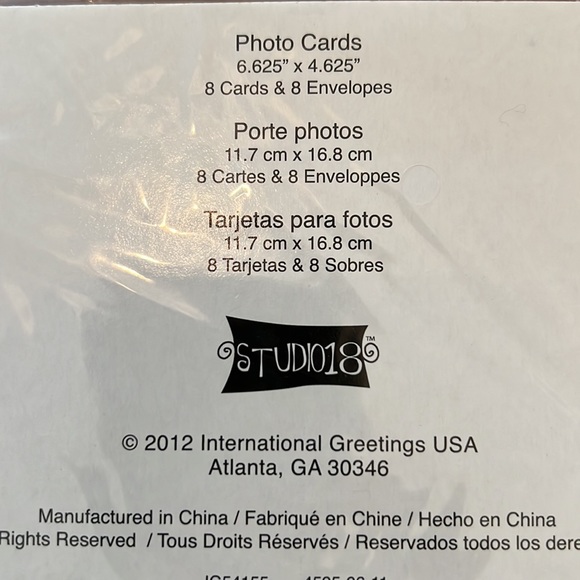 Photo Cards
6.625” x 4.625”
8 Cards & 8 Envelopes
Porte photos
11.7 cm x 16.8 cm
8 Cartes & 8 Enveloppes
Tarjetas para fotos
11.7 cm x 16.8 cm
8 Tarjetas & 8 Sobres
STUDIO18™
© 2012 International Greetings USA
Atlanta, GA 30346
Manufactured in China / Fabriqué en Chine / Hecho en China
Rights Reserved / Tous Droits Réservés / Reservados todos los dere